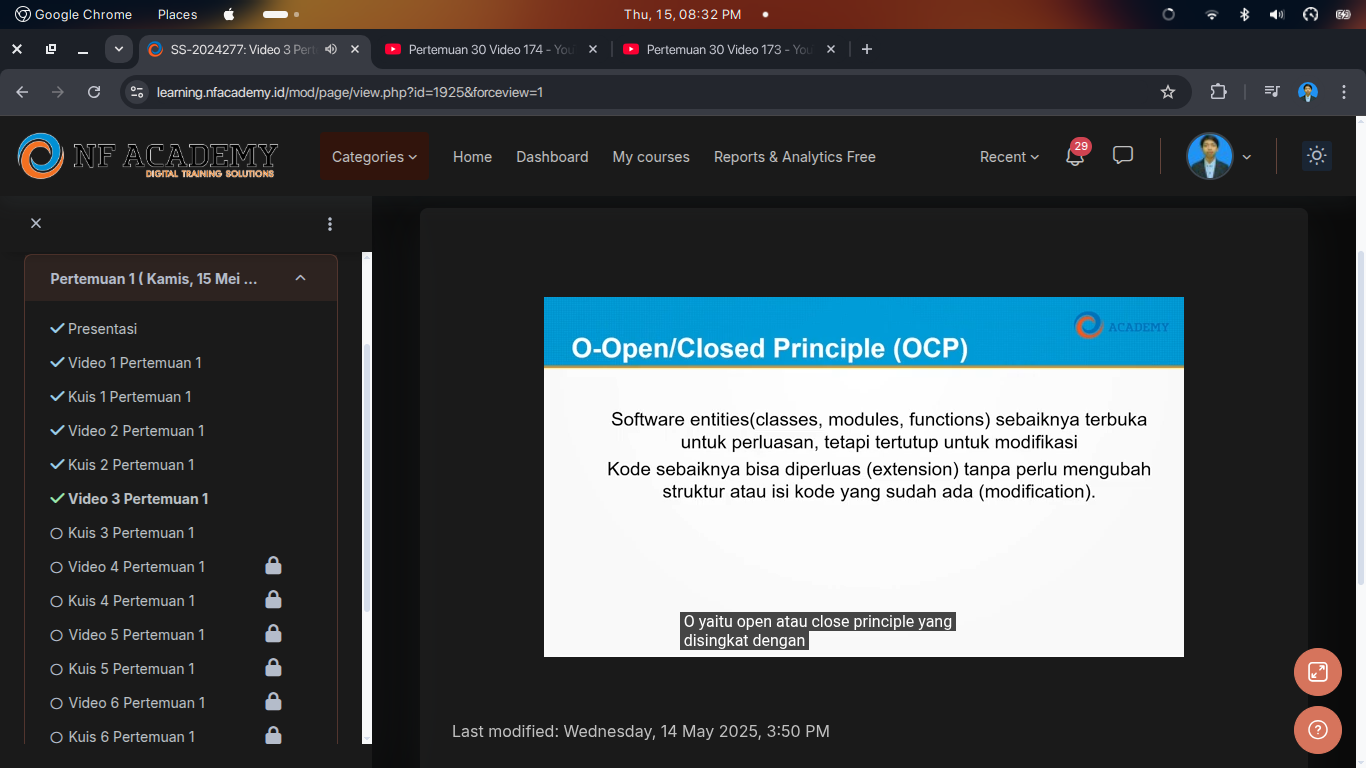 Google Chrome Places Thu, 15, 08:32 PM
SS-2024277: Video 3 Pert
Pertemuan 30 Video 174 - You
Pertemuan 30 Video 173 - You
learning.nfacademy.id/mod/page/view.php?id=1925&forceview=1
NF ACADEMY
DIGITAL TRAINING SOLUTIONS
Categories Home Dashboard My courses Reports & Analytics Free Recent 29
Pertemuan 1 ( Kamis, 15 Mei ...
Presentasi
Video 1 Pertemuan 1
Kuis 1 Pertemuan 1
Video 2 Pertemuan 1
Kuis 2 Pertemuan 1
Video 3 Pertemuan 1
Kuis 3 Pertemuan 1
Video 4 Pertemuan 1
Kuis 4 Pertemuan 1
Video 5 Pertemuan 1
Kuis 5 Pertemuan 1
Video 6 Pertemuan 1
Kuis 6 Pertemuan 1
ACADEMY
O-Open/Closed Principle (OCP)
Software entities(classes, modules, functions) sebaiknya terbuka
untuk perluasan, tetapi tertutup untuk modifikasi
Kode sebaiknya bisa diperluas (extension) tanpa perlu mengubah
struktur atau isi kode yang sudah ada (modification).
O yaitu open atau close principle yang
disingkat dengan
Last modified: Wednesday, 14 May 2025, 3:50 PM